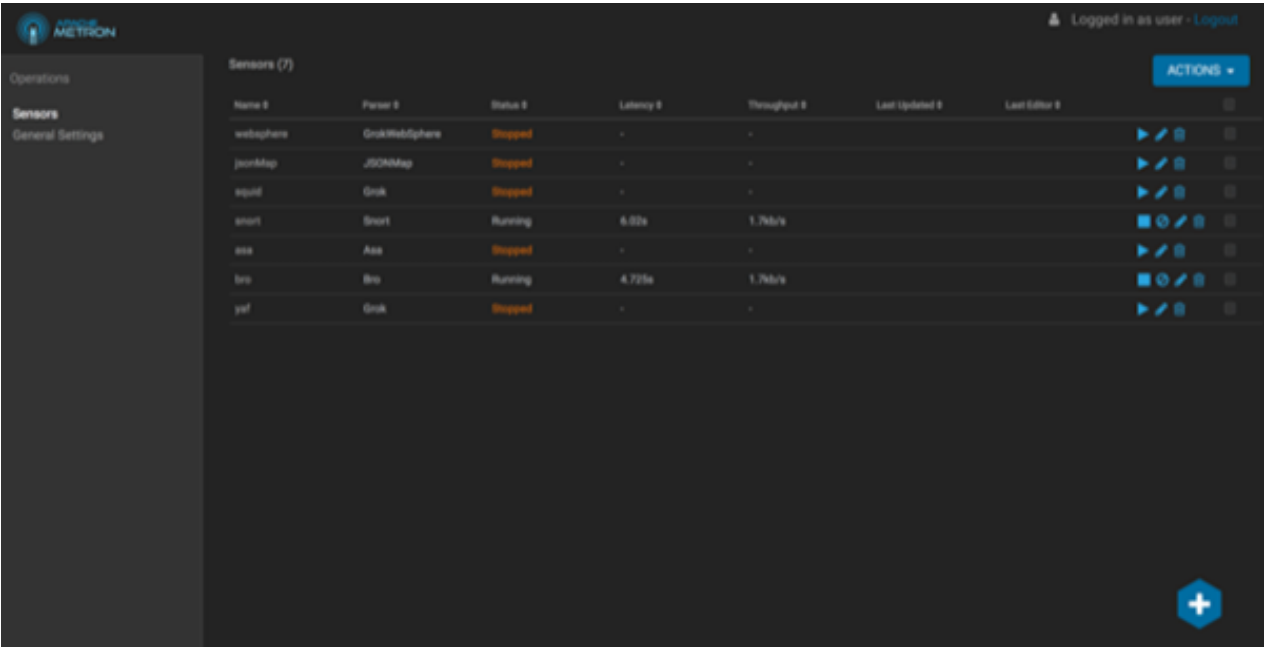 APACHE
METRON
Logged in as user - Logout
Operations
Sensors
General Settings
Sensors (7)
ACTIONS
Name Parser Status Latency Throughput Last Updated Last Editor
websphere GrokWebSphere Stopped - -
jsonMap JSONMap Stopped - -
squid Grok Stopped - -
snort Snort Running 6.02s 1.7kb/s
asa Asa Stopped - -
bro Bro Running 4.725s 1.7kb/s
yaf Grok Stopped - -